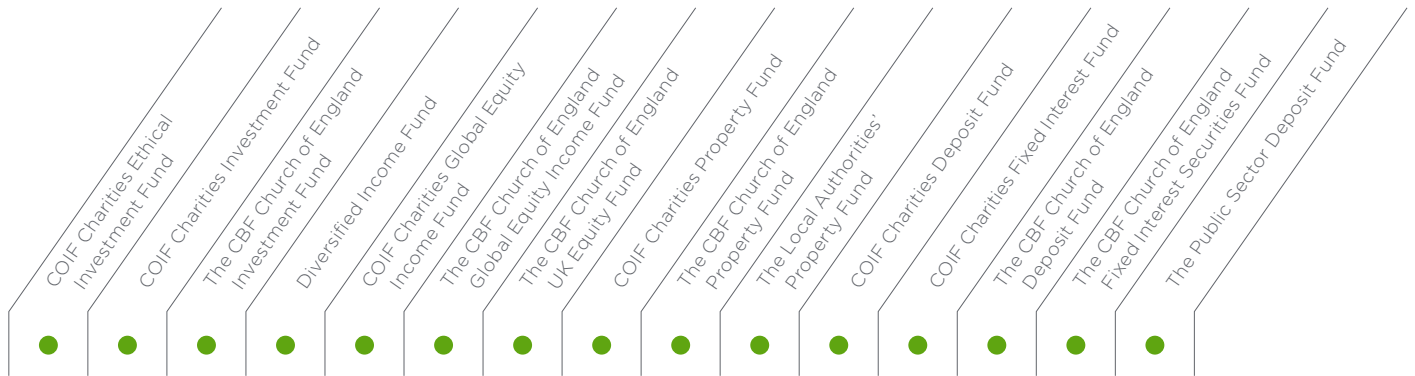 COIF Charities Ethical
Investment Fund
COIF Charities Investment Fund
The CBF Church of England
Investment Fund
Diversified Income Fund
COIF Charities Global Equity
Income Fund
The CBF Church of England
Global Equity Income Fund
The CBF Church of England
UK Equity Fund
COIF Charities Property Fund
The CBF Church of England
Property Fund
The Local Authorities’
Property Fund
COIF Charities Deposit Fund
COIF Charities Fixed Interest Fund
The CBF Church of England
Deposit Fund
The CBF Church of England
Fixed Interest Securities Fund
The Public Sector Deposit Fund